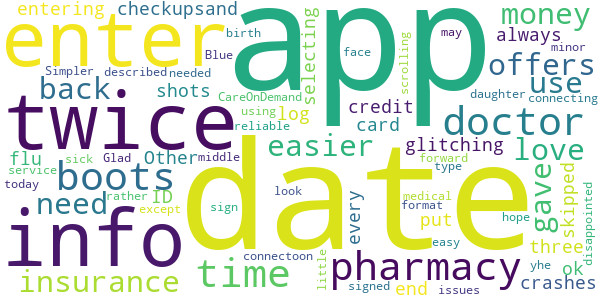 entering checkupsand app birth may money
enter Blue selecting face scrolling offers always minor
Simpler described needed daughter connecting
twice back shots CareOnDemand using reliable log credit card use doctor
flu Other Glad middle date easier glitching love
today service sick boots
need rather ID except sign look every medical format forward type gave skipped
info time put easy hope three disappointed
insurance connectoon little signed end pharmacy issues yhe ok crashes